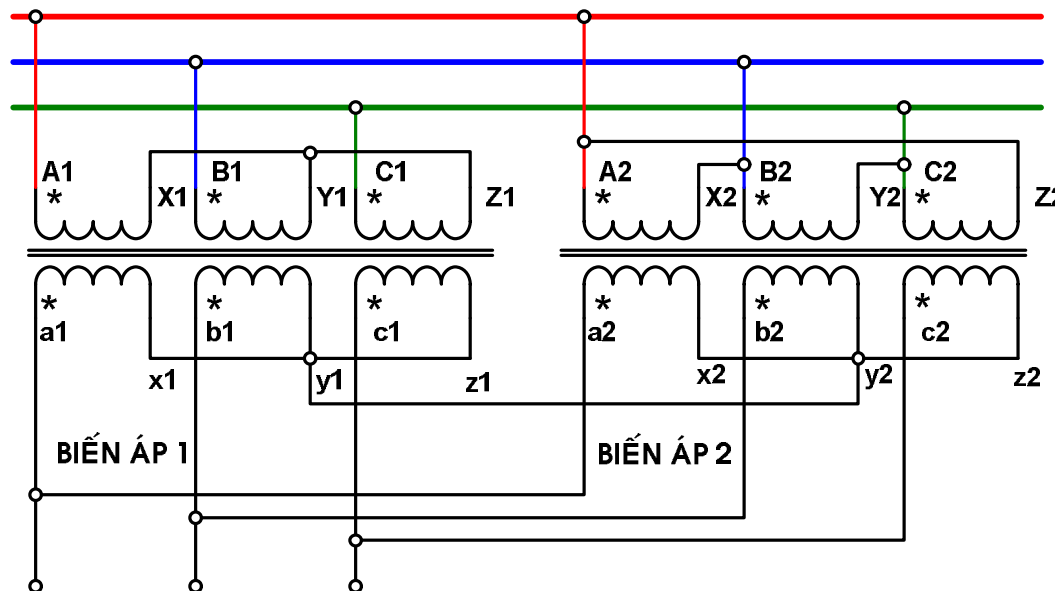 A1 B1 C1 A2 B2 C2
* X1 * Y1 * Z1 * X2 * Y2 * Z2
* * * * * *
a1 b1 c1 a2 b2 c2
x1 y1 z1 x2 y2 z2
BIẾN ÁP 1 BIẾN ÁP 2